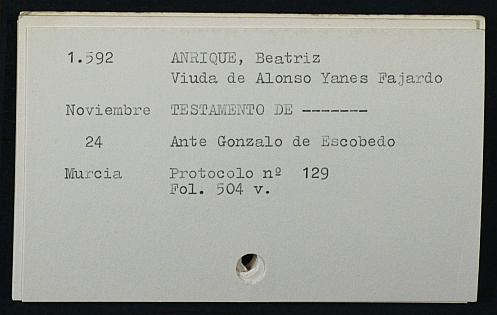 1.592 ANRIQUE, Beatriz
Viuda de Alonso Yanes Fajardo
Noviembre TESTAMENTO DE -------
24 Ante Gonzalo de Escobedo
Murcia Protocolo nº 129
Fol. 504 v.